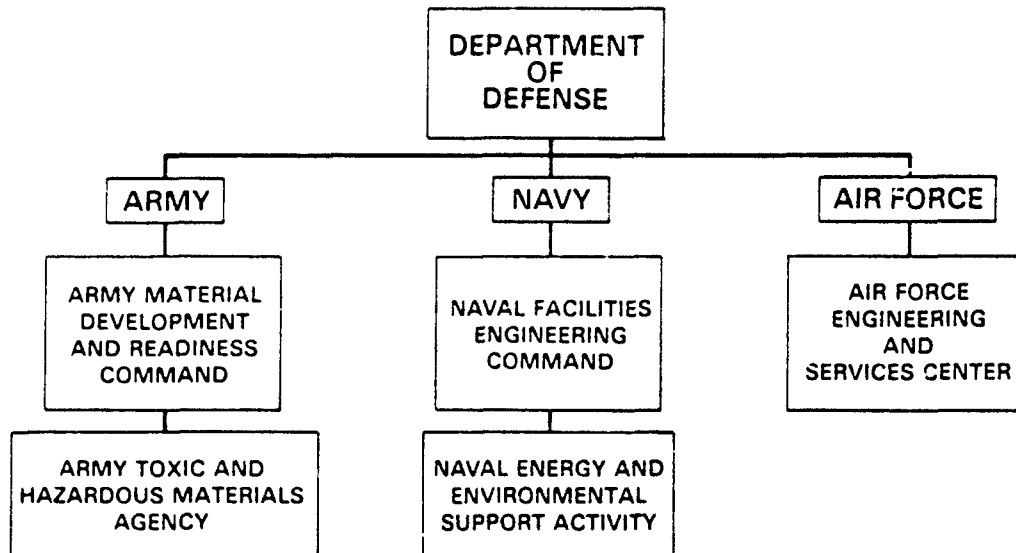 DEPARTMENT
OF
DEFENSE
ARMY
NAVY
AIR FORCE
ARMY MATERIAL
DEVELOPMENT
AND READINESS
COMMAND
NAVAL FACILITIES
ENGINEERING
COMMAND
AIR FORCE
ENGINEERING
AND
SERVICES CENTER
ARMY TOXIC AND
HAZARDOUS MATERIALS
AGENCY
NAVAL ENERGY AND
ENVIRONMENTAL
SUPPORT ACTIVITY